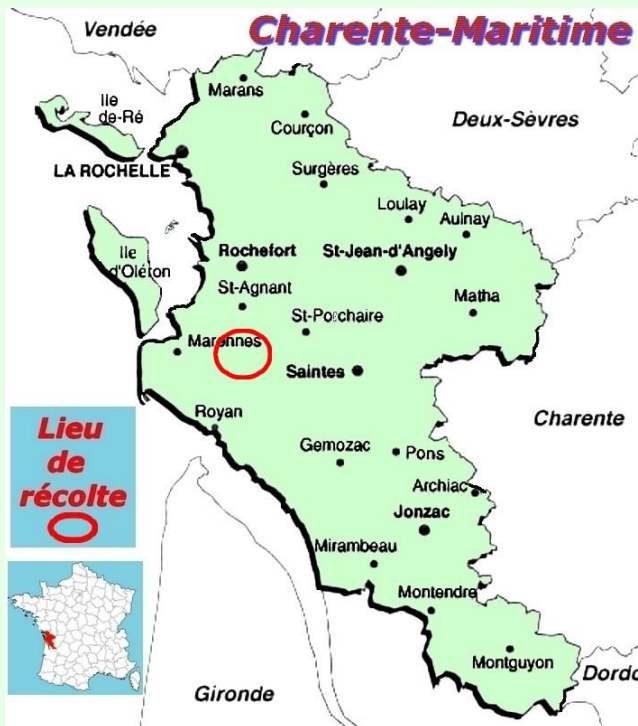 Vendée
Charente-Maritime
Ile
de-Ré
Marans
Courçon
Deux-Sèvres
LA ROCHELLE
Surgères
Loulay
Aulnay
Ile
d'Oléron
Rochefort
St-Jean-d'Angely
St-Agnant
Matha
St-Porchaire
Marennes
Saintes
Royan
Charente
Lieu
de
récolte
Gemozac
Pons
Archiac
Jonzac
Mirambeau
Montendre
Montguyon
Gironde
Dordo